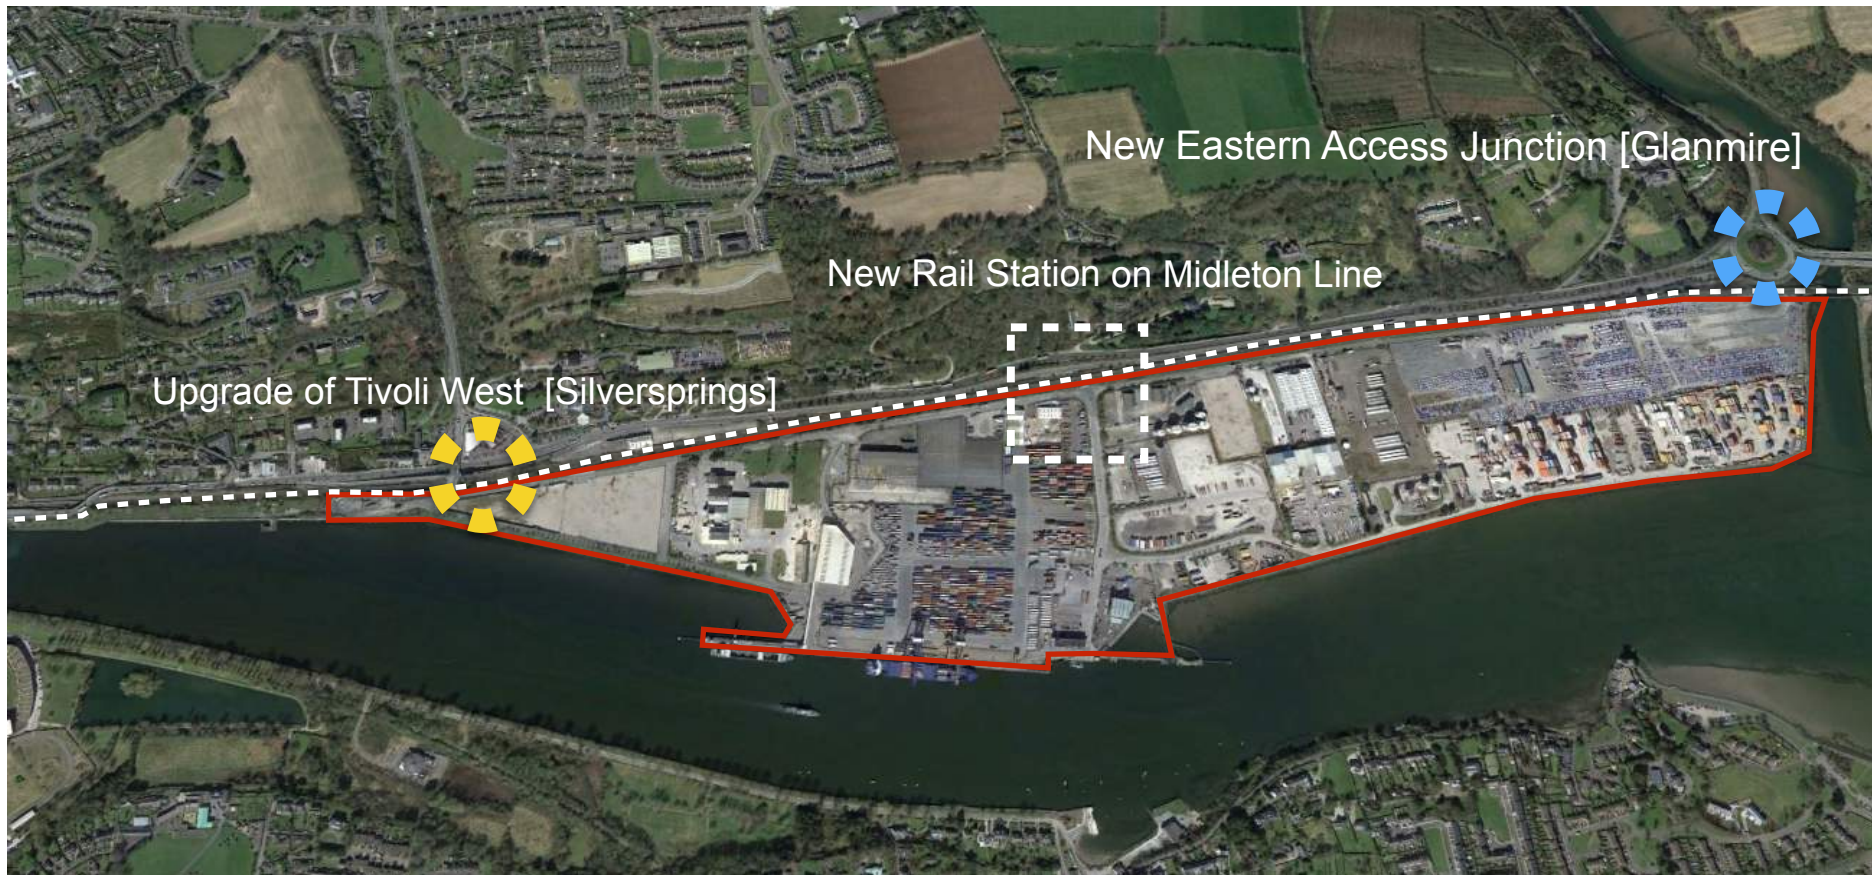 New Eastern Access Junction [Glanmire]
New Rail Station on Midleton Line
Upgrade of Tivoli West [Silversprings]